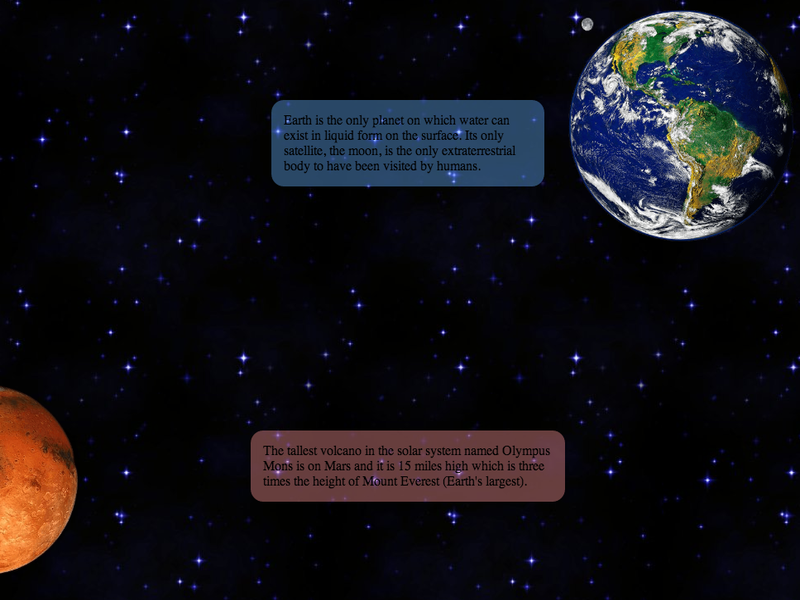 Earth is the only planet on which water can
exist in liquid form on the surface. Its only
satellite, the moon, is the only extraterrestrial
body to have been visited by humans.
The tallest volcano in the solar system named Olympus
Mons is on Mars and it is 15 miles high which is three
times the height of Mount Everest (Earth's largest).